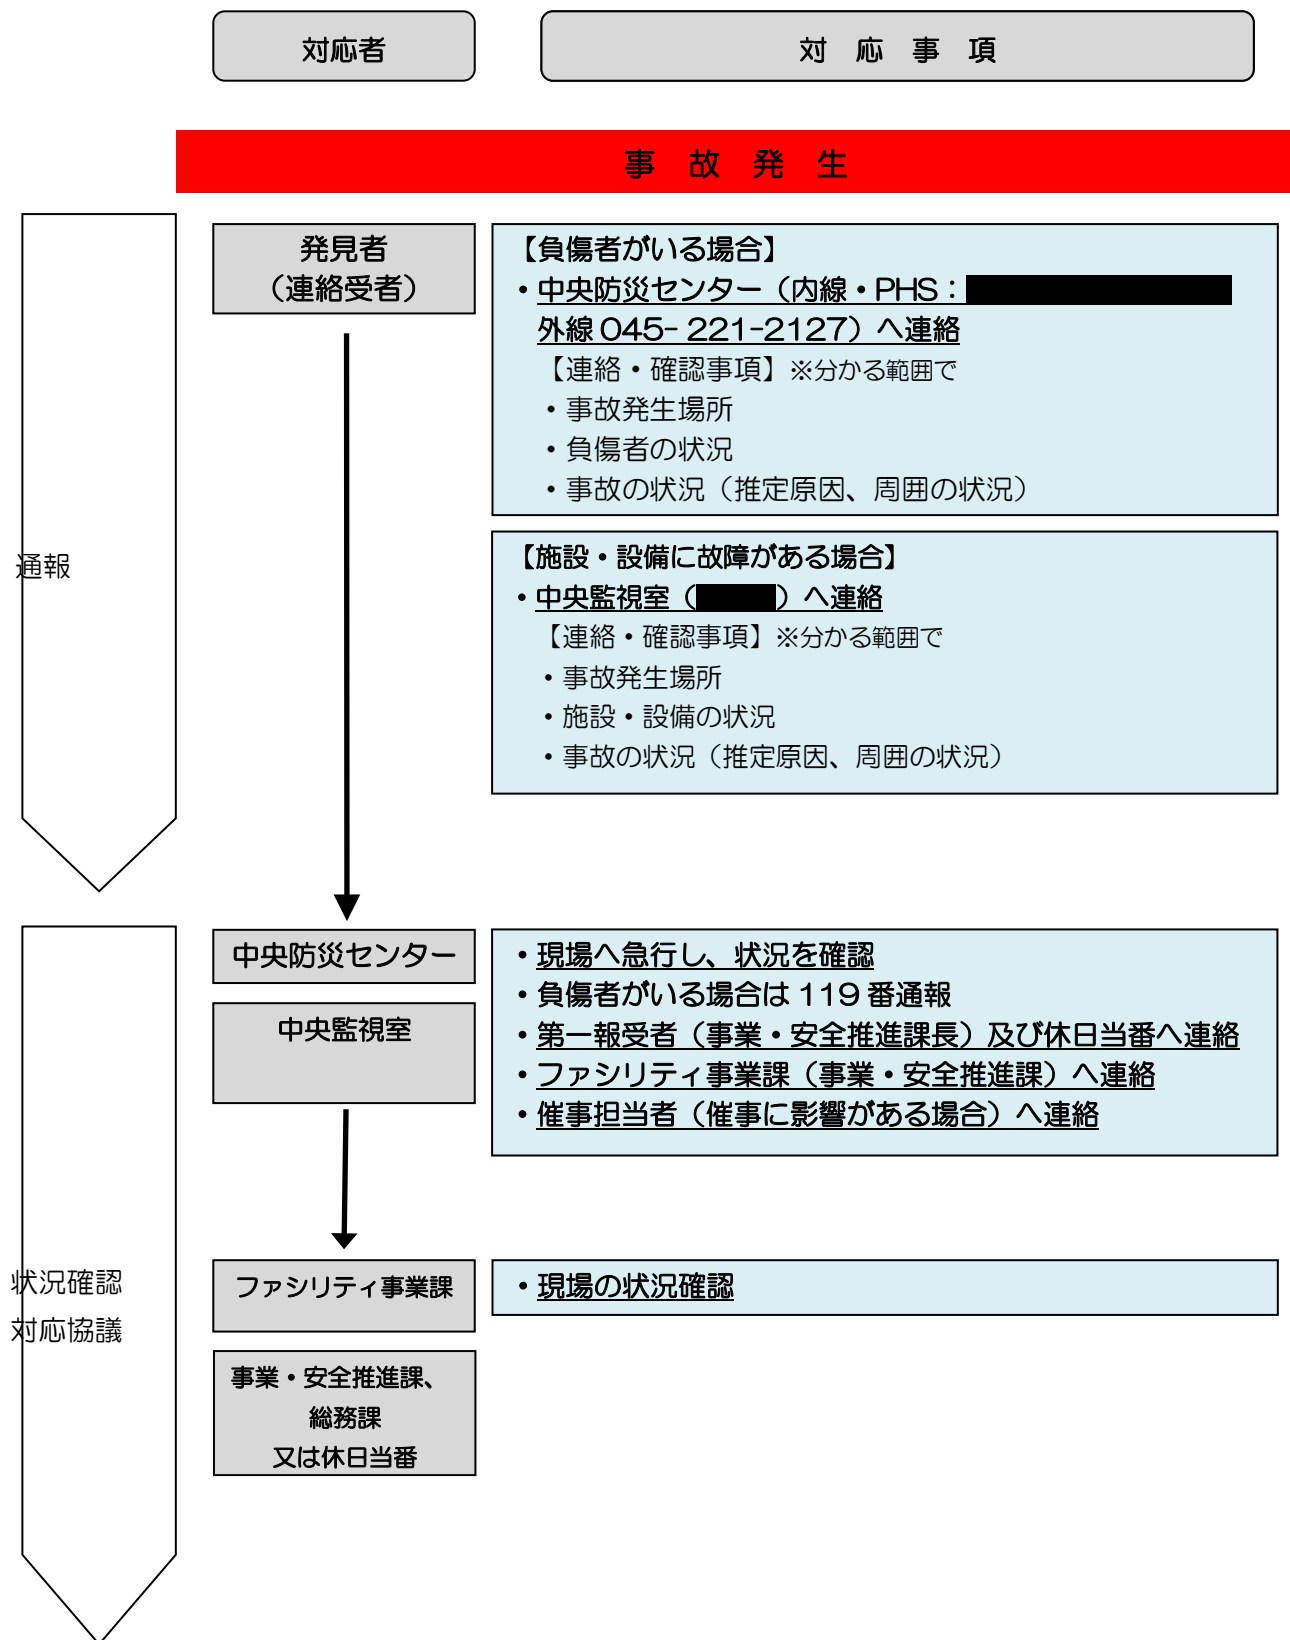 対応者
対　応　事　項
事　故　発　生
通報
発見者
（連絡受者）
【負傷者がいる場合】
・中央防災センター（内線・PHS：
外線 045- 221-2127）へ連絡
【連絡・確認事項】※分かる範囲で
・事故発生場所
・負傷者の状況
・事故の状況（推定原因、周囲の状況）
【施設・設備に故障がある場合】
・中央監視室（　　　）へ連絡
【連絡・確認事項】※分かる範囲で
・事故発生場所
・施設・設備の状況
・事故の状況（推定原因、周囲の状況）
状況確認
対応協議
中央防災センター
中央監視室
・現場へ急行し、状況を確認
・負傷者がいる場合は 119 番通報
・第一報受者（事業・安全推進課長）及び休日当番へ連絡
・ファシリティ事業課（事業・安全推進課）へ連絡
・催事担当者（催事に影響がある場合）へ連絡
ファシリティ事業課
・現場の状況確認
事業・安全推進課、
総務課
又は休日当番